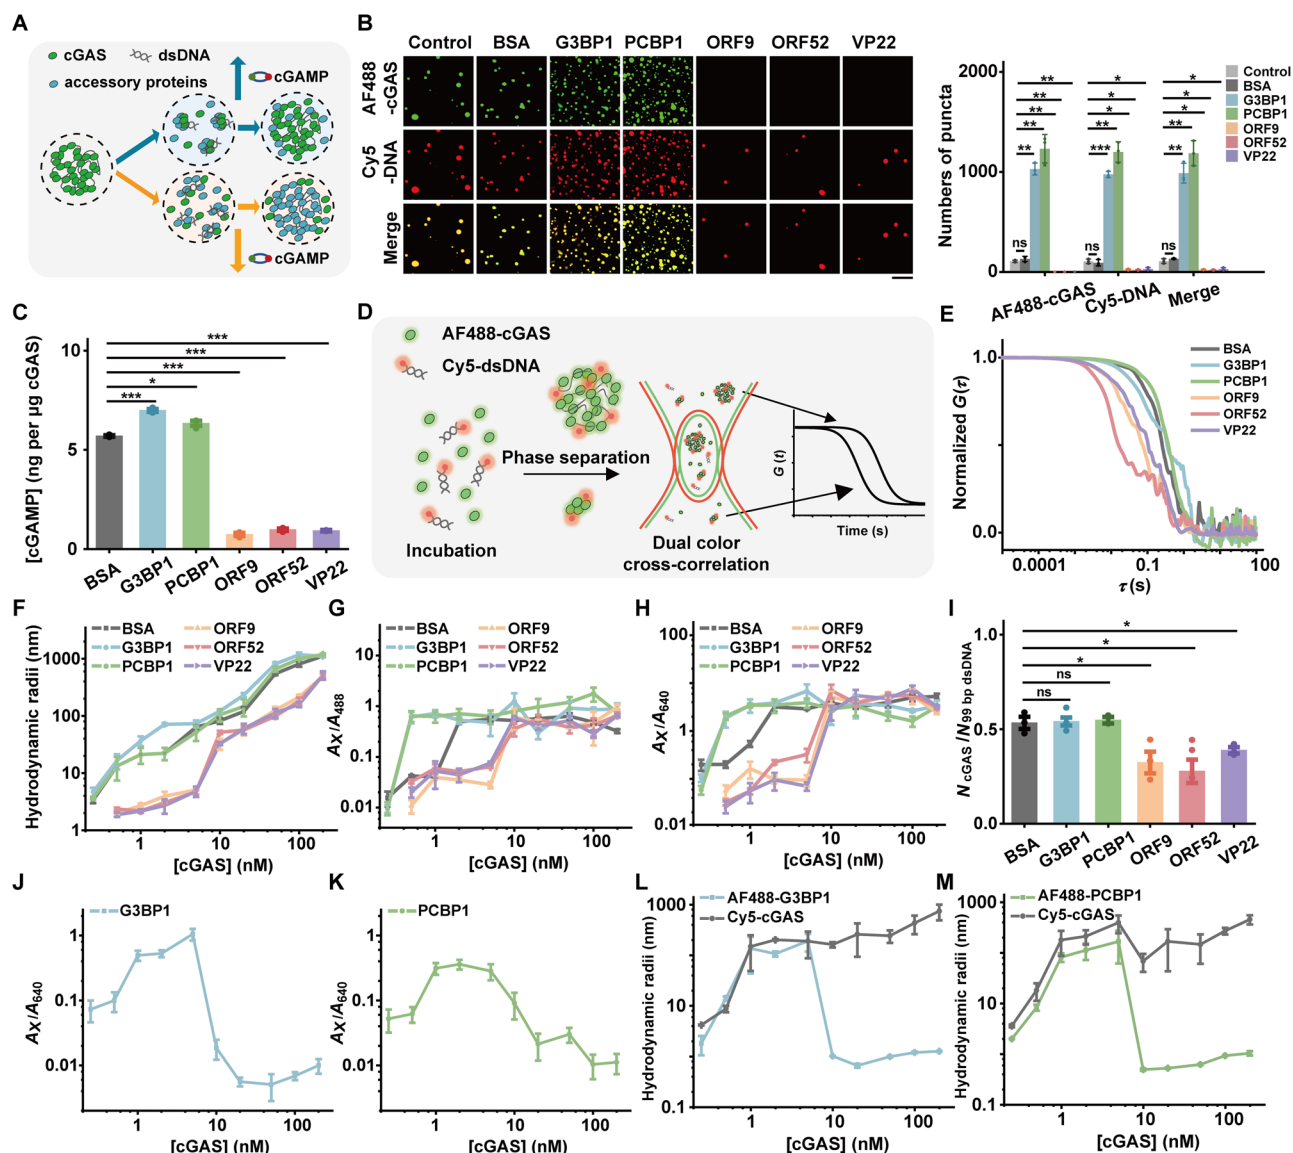 A
cGAS
dsDNA
accessory proteins
cGAMP
cGAMP
B
Control
BSA
G3BP1
PCBP1
ORF9
ORF52
VP22
AF488
-cGAS
Cy5
-DNA
Merge
Numbers of puncta
2000
1000
0
** * *
** * *
** * *
** *** **
ns ns ns
AF488-cGAS
Cy5-DNA
Merge
Control
BSA
G3BP1
PCBP1
ORF9
ORF52
VP22
C
[cGAMP] (ng per µg cGAS)
10
5
0
***
***
***
*
***
BSA
G3BP1
PCBP1
ORF9
ORF52
VP22
D
AF488-cGAS
Cy5-dsDNA
Phase separation
Incubation
Dual color
cross-correlation
G (t)
Time (s)
E
Normalized G(τ)
1.0
0.5
0.0
0.0001 0.1 100
τ (s)
BSA
G3BP1
PCBP1
ORF9
ORF52
VP22
F
Hydrodynamic radii (nm)
BSA ORF9
G3BP1 ORF52
PCBP1 VP22
1000
100
10
1
1 10 100
[cGAS] (nM)
G
AX/A488
BSA ORF9
G3BP1 ORF52
PCBP1 VP22
10
1
0.1
0.01
1 10 100
[cGAS] (nM)
H
AX/A640
BSA ORF9
G3BP1 ORF52
PCBP1 VP22
100
10
1
0.1
0.01
1 10 100
[cGAS] (nM)
I
N cGAS /N 99 bp dsDNA
1.0
0.5
0.0
*
*
*
ns
ns
BSA
G3BP1
PCBP1
ORF9
ORF52
VP22
J
AX/A640
G3BP1
1
0.1
0.01
1 10 100
[cGAS] (nM)
K
AX/A640
PCBP1
1
0.1
0.01
1 10 100
[cGAS] (nM)
L
Hydrodynamic radii (nm)
AF488-G3BP1
Cy5-cGAS
1000
10
0.1
1 10 100
[cGAS] (nM)
M
Hydrodynamic radii (nm)
AF488-PCBP1
Cy5-cGAS
1000
10
0.1
1 10 100
[cGAS] (nM)